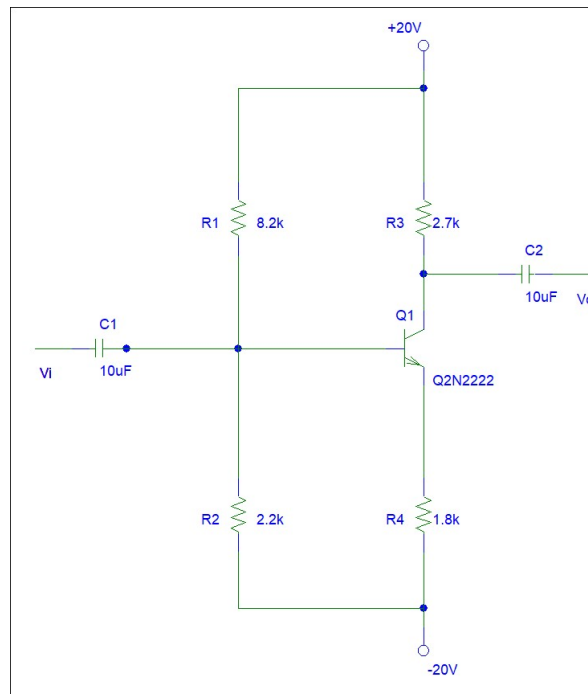 +20V
R1 8.2k
R3 2.7k
C2
10uF
Q1
C1
10uF
Vi
Q2N2222
R2 2.2k
R4 1.8k
-20V